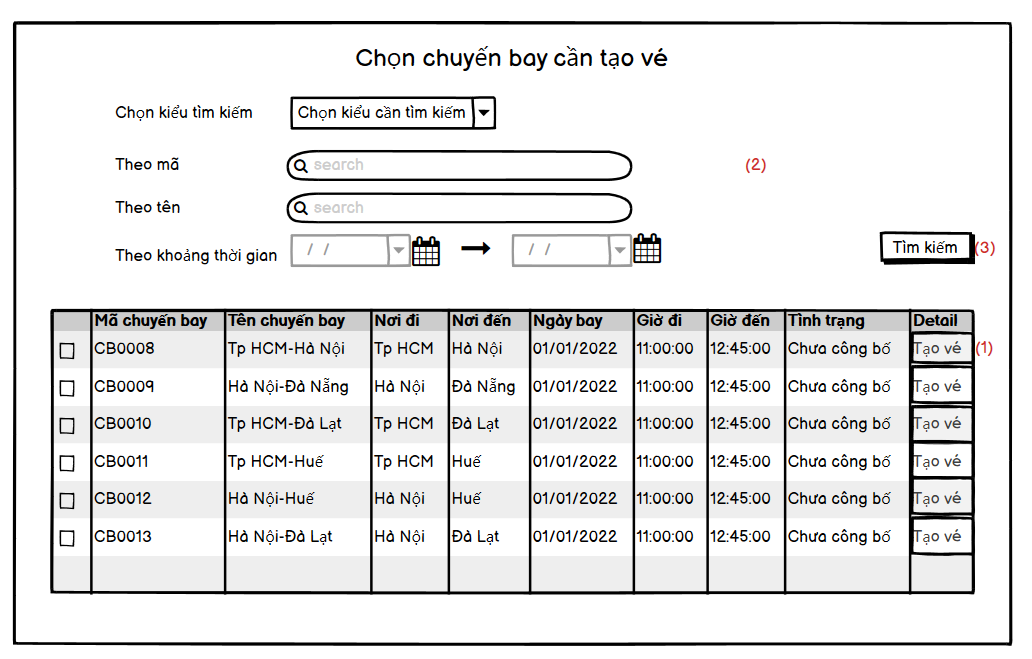 Chọn chuyến bay cần tạo vé
Chọn kiểu tìm kiếm Chọn kiểu cần tìm kiếm
Theo mã search (2)
Theo tên search
Theo khoảng thời gian / / / / Tìm kiếm (3)
Mã chuyến bay Tên chuyến bay Nơi đi Nơi đến Ngày bay Giờ đi Giờ đến Tình trạng Detail
CB0008 Tp HCM-Hà Nội Tp HCM Hà Nội 01/01/2022 11:00:00 12:45:00 Chưa công bố Tạo vé (1)
CB0009 Hà Nội-Đà Nẵng Hà Nội Đà Nẵng 01/01/2022 11:00:00 12:45:00 Chưa công bố Tạo vé
CB0010 Tp HCM-Đà Lạt Tp HCM Đà Lạt 01/01/2022 11:00:00 12:45:00 Chưa công bố Tạo vé
CB0011 Tp HCM-Huế Tp HCM Huế 01/01/2022 11:00:00 12:45:00 Chưa công bố Tạo vé
CB0012 Hà Nội-Huế Hà Nội Huế 01/01/2022 11:00:00 12:45:00 Chưa công bố Tạo vé
CB0013 Hà Nội-Đà Lạt Hà Nội Đà Lạt 01/01/2022 11:00:00 12:45:00 Chưa công bố Tạo vé